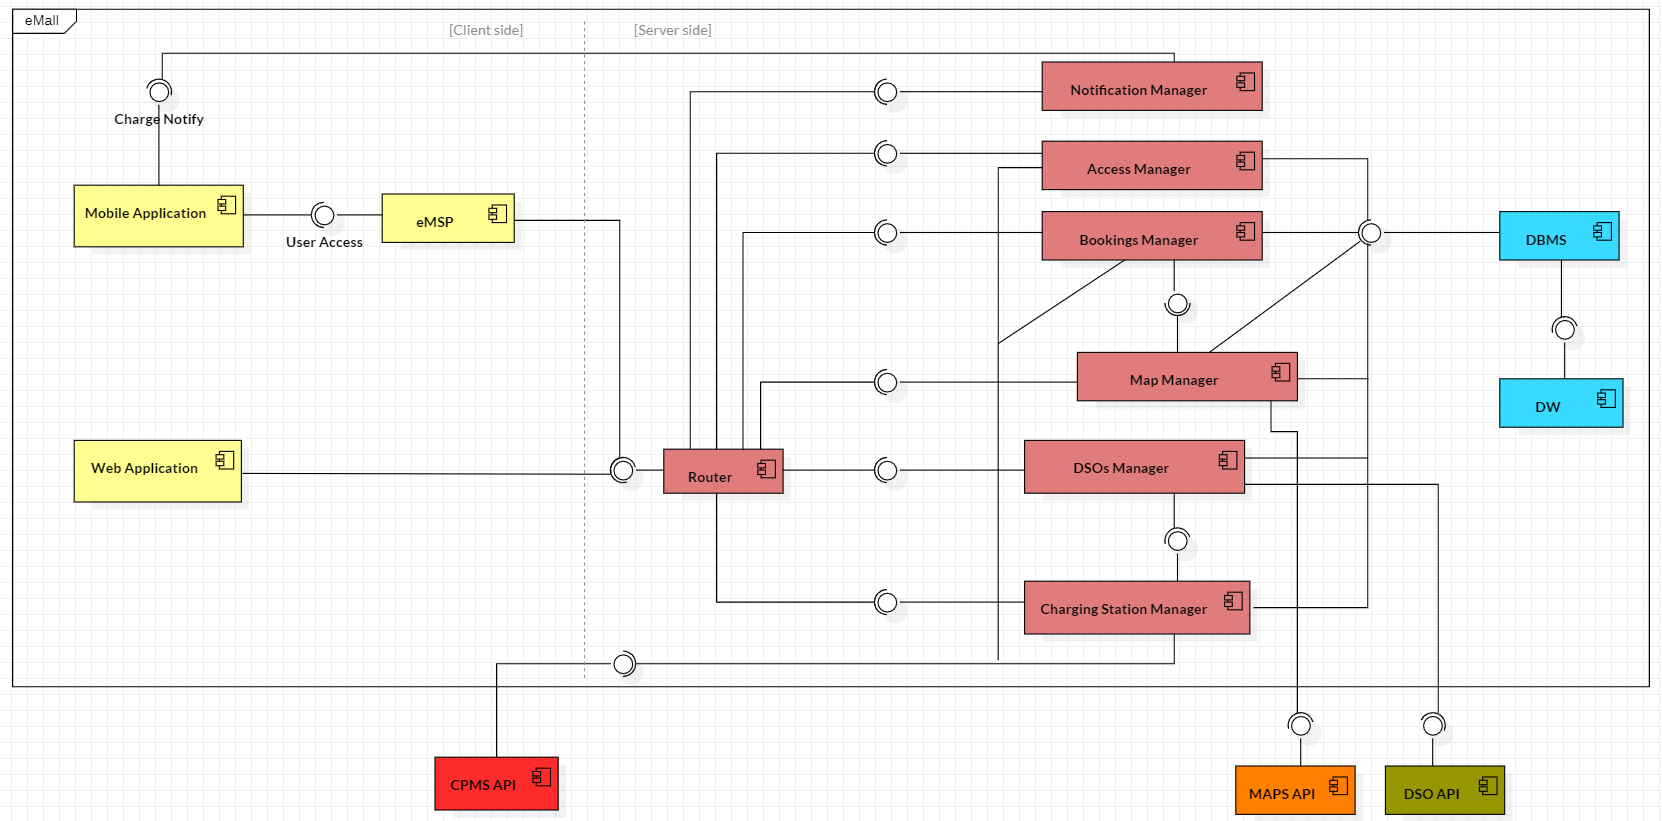 eMall
[Client side]
[Server side]
Notification Manager
Charge Notify
Access Manager
Mobile Application
eMSP
User Access
Bookings Manager
DBMS
Map Manager
DW
Web Application
Router
DSOs Manager
Charging Station Manager
CPMS API
MAPS API
DSO API